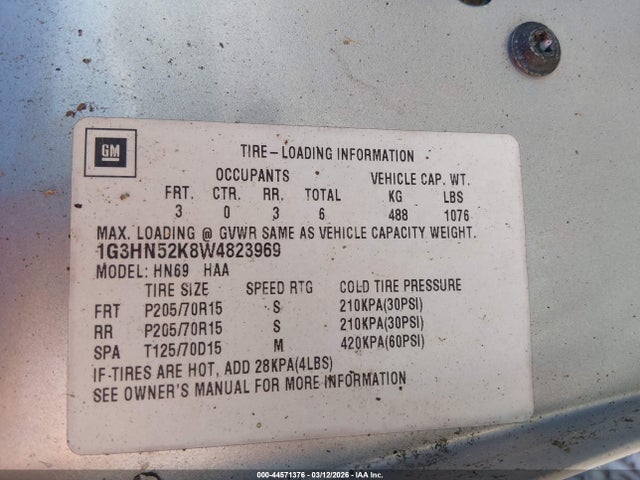 GM
TIRE-LOADING INFORMATION
OCCUPANTS VEHICLE CAP. WT.
FRT. CTR. RR. TOTAL KG LBS
3 0 3 6 488 1076
MAX. LOADING @ GVWR SAME AS VEHICLE CAPACITY WEIGHT.
1G3HN52K8W4823969
MODEL: HN69 HAA
TIRE SIZE SPEED RTG COLD TIRE PRESSURE
FRT P205/70R15 S 210KPA(30PSI)
RR P205/70R15 S 210KPA(30PSI)
SPA T125/70D15 M 420KPA(60PSI)
IF-TIRES ARE HOT, ADD 28KPA(4LBS)
SEE OWNER'S MANUAL FOR MORE INFORMATION
000-44571376 - 03/12/2026 - IAA Inc.